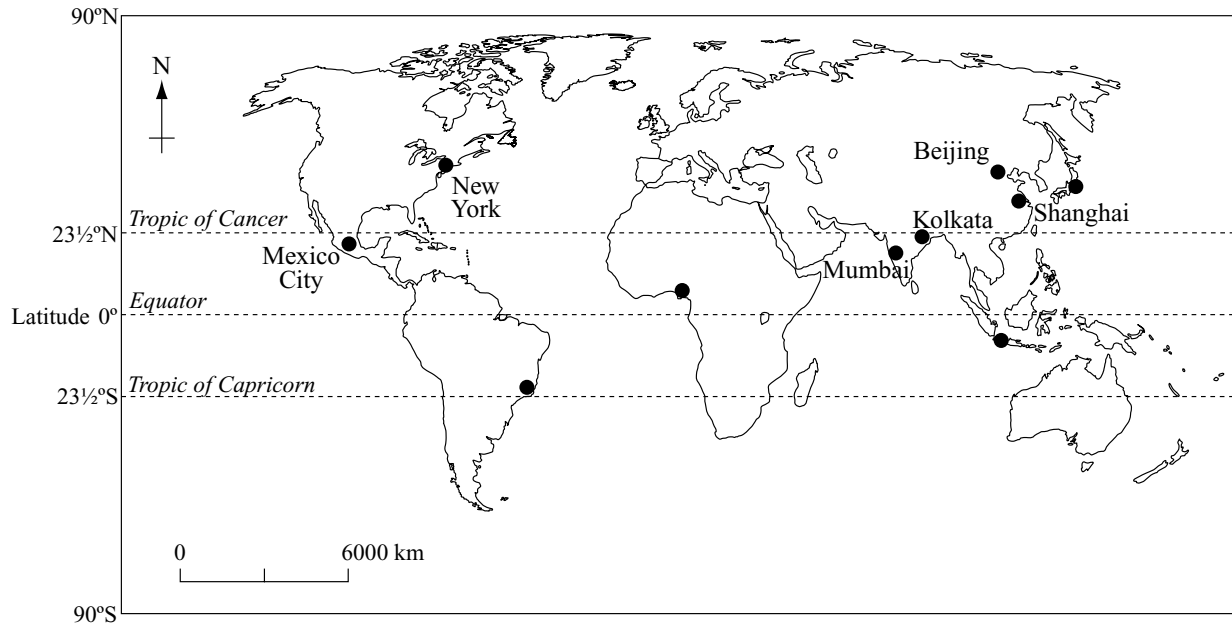 90ºN
N
Beijing
New
York
Shanghai
Tropic of Cancer
Kolkata
23½ºN
Mexico
City
Mumbai
Equator
Latitude 0º
Tropic of Capricorn
23½ºS
0 6000 km
90ºS